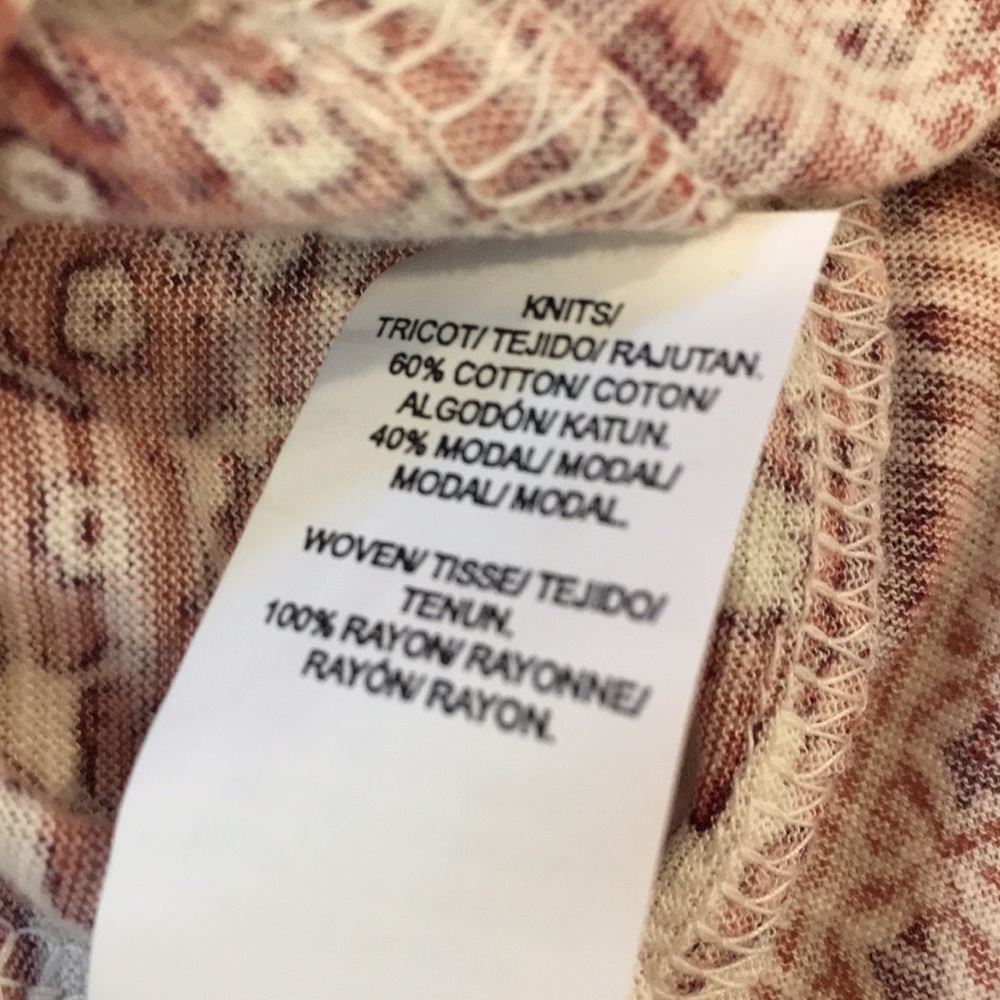 KNITS/
TRICOT/ TEJIDO/ RAJUTAN.
60% COTTON/ COTON/
ALGODÓN/ KATUN.
40% MODAL/ MODAL/
MODAL/ MODAL.
WOVEN/ TISSE/ TEJIDO/
TENUN.
100% RAYON/ RAYONNE/
RAYÓN/ RAYON.